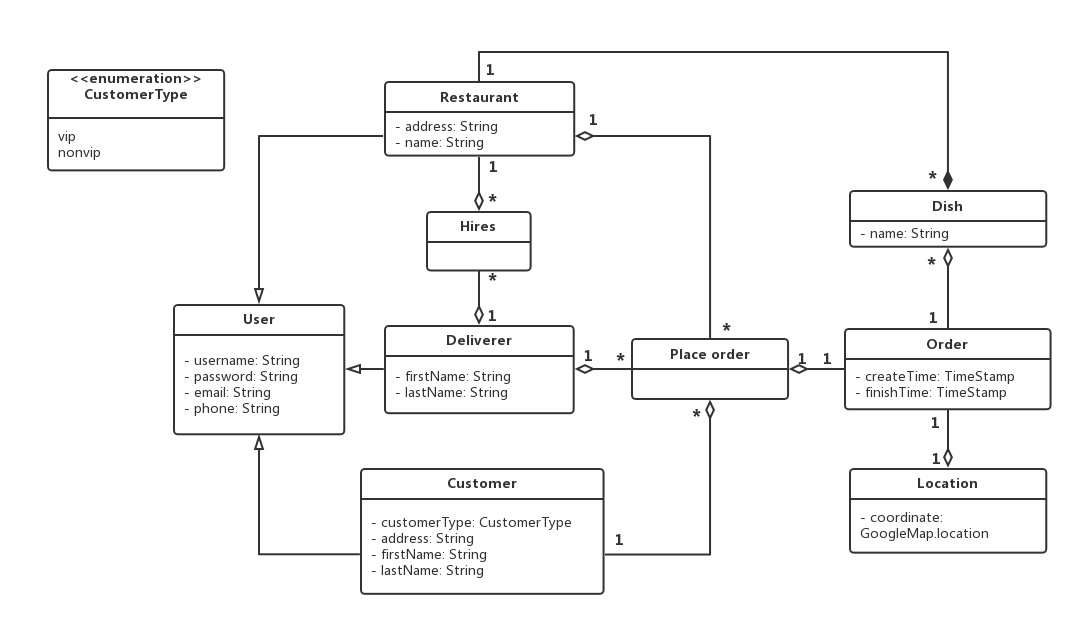 <<enumeration>>
CustomerType
vip
nonvip
1
Restaurant
- address: String
- name: String
1
1
*
Hires
*
1
*
Dish
- name: String
*
1
User
- username: String
- password: String
- email: String
- phone: String
Deliverer
- firstName: String
- lastName: String
1
*
*
Place order
1
1
*
Order
- createTime: TimeStamp
- finishTime: TimeStamp
1
1
Customer
- customerType: CustomerType
- address: String
- firstName: String
- lastName: String
1
Location
- coordinate:
GoogleMap.location